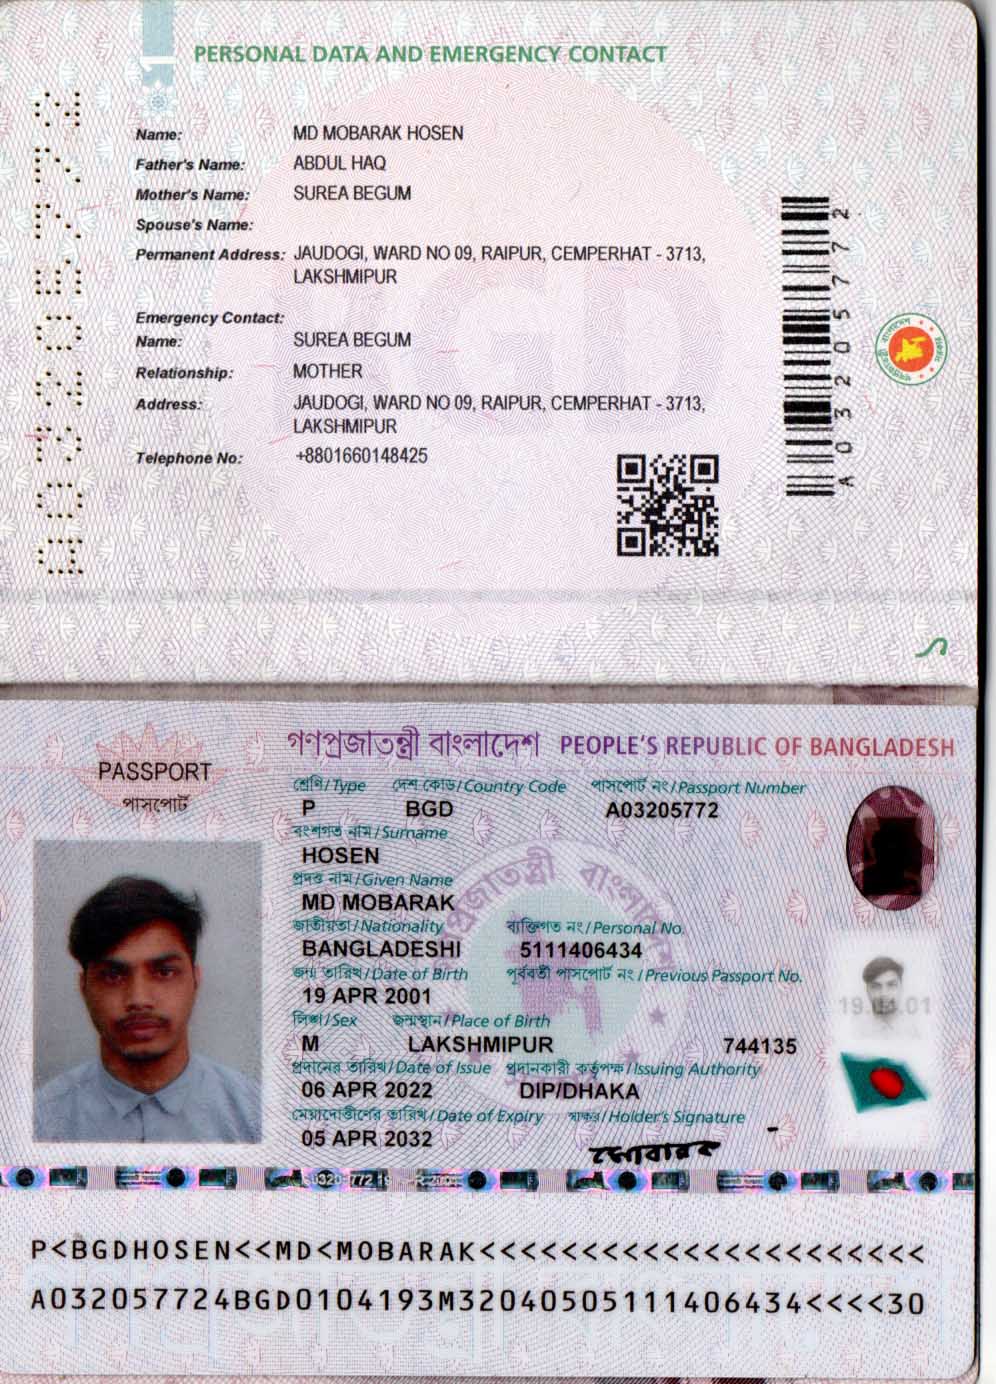 PERSONAL DATA AND EMERGENCY CONTACT
1
Name: MD MOBARAK HOSEN
Father's Name: ABDUL HAQ
Mother's Name: SUREA BEGUM
Spouse's Name:
Permanent Address: JAUDOGI, WARD NO 09, RAIPUR, CEMPERHAT - 3713,
LAKSHMIPUR
Emergency Contact:
Name: SUREA BEGUM
Relationship: MOTHER
Address: JAUDOGI, WARD NO 09, RAIPUR, CEMPERHAT - 3713,
LAKSHMIPUR
Telephone No: +8801660148425
A03205772
A03205772
BGD
গণপ্রজাতন্ত্রী বাংলাদেশ PEOPLE'S REPUBLIC OF BANGLADESH
PASSPORT
পাসপোর্ট
শ্রেণি/Type দেশ কোড/Country Code পাসপোর্ট নং/Passport Number
P BGD A03205772
বংশগত নাম/Surname
HOSEN
প্রদত্ত নাম/Given Name
MD MOBARAK
জাতীয়তা/Nationality ব্যক্তিগত নং/Personal No.
BANGLADESHI 5111406434
জন্ম তারিখ/Date of Birth পূর্ববর্তী পাসপোর্ট নং/Previous Passport No.
19 APR 2001
19.04.01
লিঙ্গ/Sex জন্মস্থান/Place of Birth
M LAKSHMIPUR 744135
প্রদানের তারিখ/Date of Issue প্রদানকারী কর্তৃপক্ষ/Issuing Authority
06 APR 2022 DIP/DHAKA
মেয়াদোত্তীর্ণের তারিখ/Date of Expiry স্বাক্ষর/Holder's Signature
05 APR 2032 মোবারক
P<BGDHOSEN<<MD<MOBARAK<<<<<<<<<<<<<<<<<<<<<<
A032057724BGD0104193M32040505111406434<<<<30